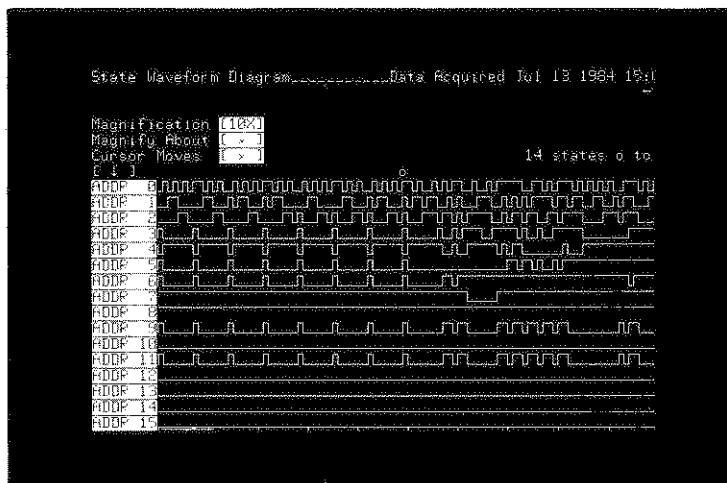 State Waveform Diagram..................Data Acquired Jul 13 1984 15:
Magnification [10X]
Magnify About [ x ]
Cursor Moves [ x ] 14 states o to
[ ↓ ] o
ADDR 0
ADDR 1
ADDR 2
ADDR 3
ADDR 4
ADDR 5
ADDR 6
ADDR 7
ADDR 8
ADDR 9
ADDR 10
ADDR 11
ADDR 12
ADDR 13
ADDR 14
ADDR 15